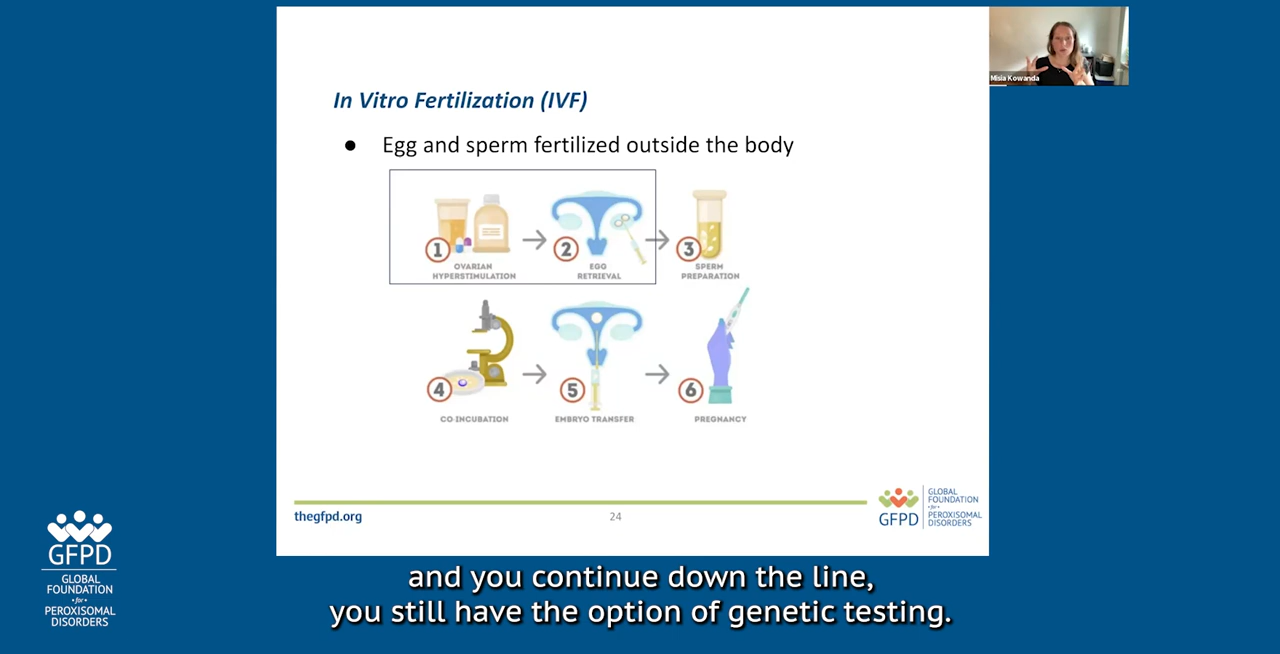 Misia Kowanda
In Vitro Fertilization (IVF)
● Egg and sperm fertilized outside the body
1
OVARIAN
HYPERSTIMULATION
2
EGG
RETRIEVAL
3
SPERM
PREPARATION
4
CO-INCUBATION
5
EMBRYO TRANSFER
6
PREGNANCY
thegfpd.org
24
GFPD
GLOBAL
FOUNDATION
·for·
PEROXISOMAL
DISORDERS
GFPD
GLOBAL
FOUNDATION
·for·
PEROXISOMAL
DISORDERS
and you continue down the line,
you still have the option of genetic testing.